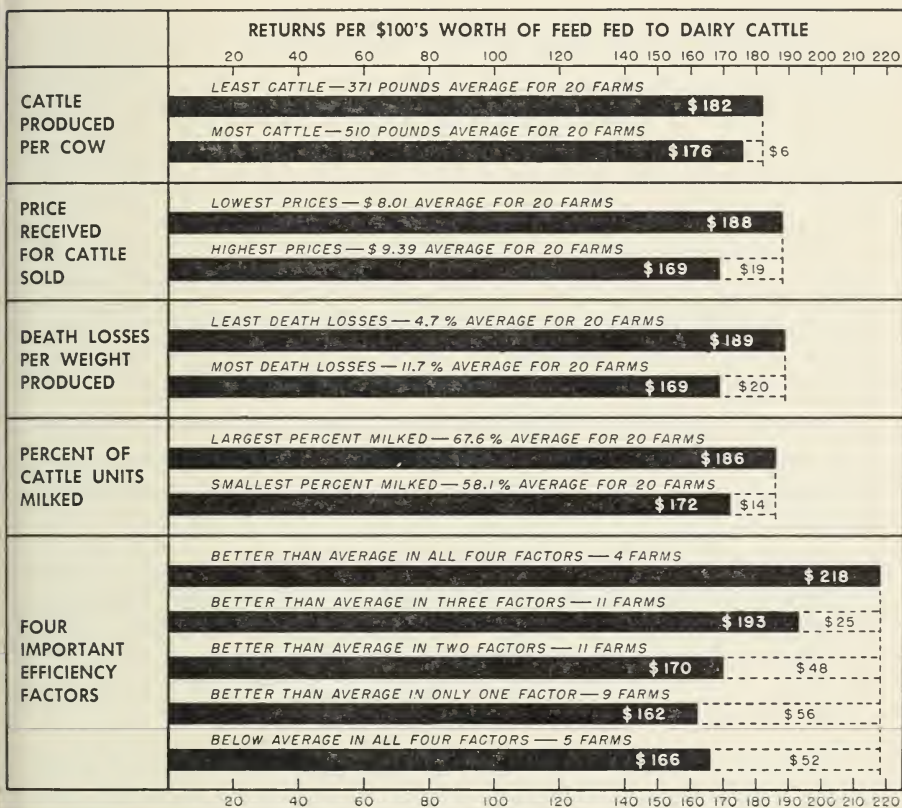 RETURNS PER $100'S WORTH OF FEED FED TO DAIRY CATTLE
20 40 60 80 100 120 140 150 160 170 180 190 200 210 220
CATTLE
PRODUCED
PER COW
LEAST CATTLE — 371 POUNDS AVERAGE FOR 20 FARMS
$182
MOST CATTLE — 510 POUNDS AVERAGE FOR 20 FARMS
$176 $6
PRICE
RECEIVED
FOR CATTLE
SOLD
LOWEST PRICES — $8.01 AVERAGE FOR 20 FARMS
$188
HIGHEST PRICES — $9.39 AVERAGE FOR 20 FARMS
$169 $19
DEATH LOSSES
PER WEIGHT
PRODUCED
LEAST DEATH LOSSES — 4.7 % AVERAGE FOR 20 FARMS
$189
MOST DEATH LOSSES — 11.7 % AVERAGE FOR 20 FARMS
$169 $20
PERCENT OF
CATTLE UNITS
MILKED
LARGEST PERCENT MILKED — 67.6 % AVERAGE FOR 20 FARMS
$186
SMALLEST PERCENT MILKED — 58.1 % AVERAGE FOR 20 FARMS
$172 $14
FOUR
IMPORTANT
EFFICIENCY
FACTORS
BETTER THAN AVERAGE IN ALL FOUR FACTORS — 4 FARMS
$218
BETTER THAN AVERAGE IN THREE FACTORS — 11 FARMS
$193 $25
BETTER THAN AVERAGE IN TWO FACTORS — 11 FARMS
$170 $48
BETTER THAN AVERAGE IN ONLY ONE FACTOR — 9 FARMS
$162 $56
BELOW AVERAGE IN ALL FOUR FACTORS — 5 FARMS
$166 $52
20 40 60 80 100 120 140 150 160 170 180 190 200 210 220